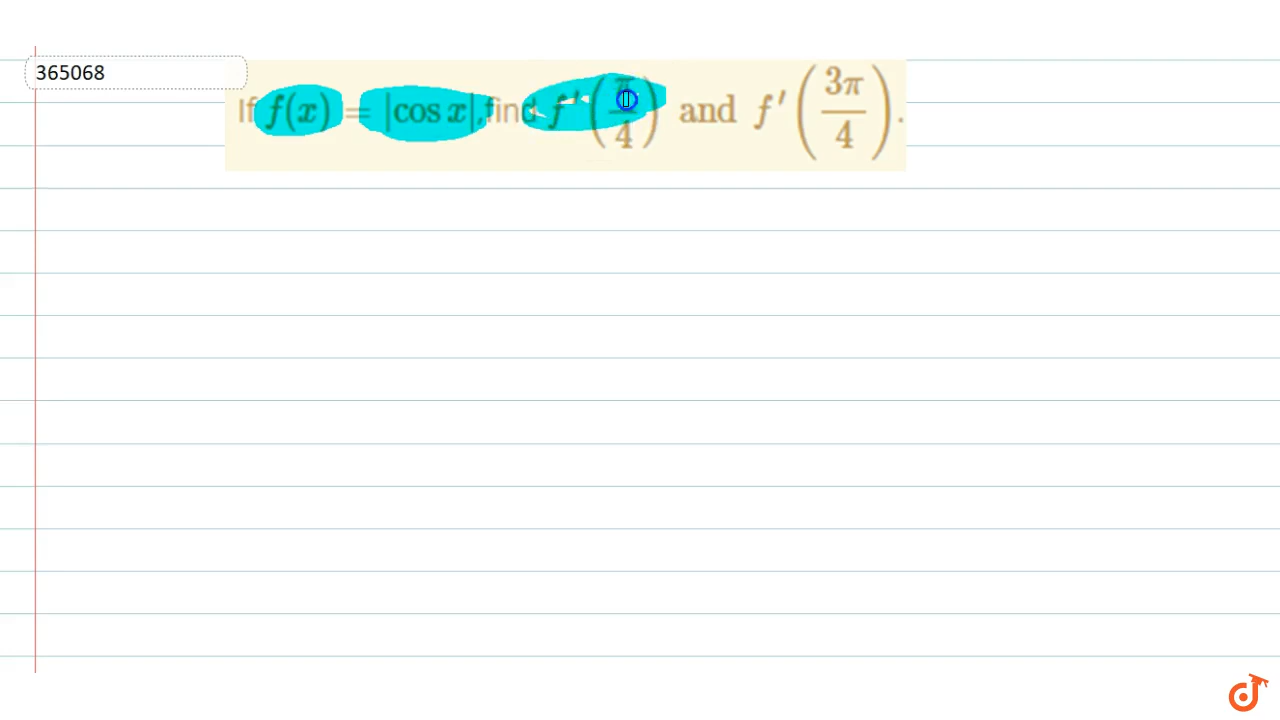 365068
If f(x) = |cos x|, find f'(π/4) and f'(3π/4).